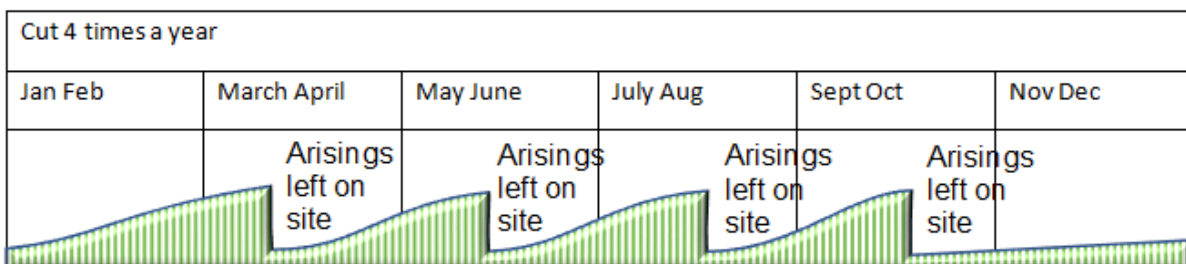 Cut 4 times a year
Jan Feb
March April
May June
July Aug
Sept Oct
Nov Dec
Arisings
left on
site
Arisings
left on
site
Arisings
left on
site
Arisings
left on
site